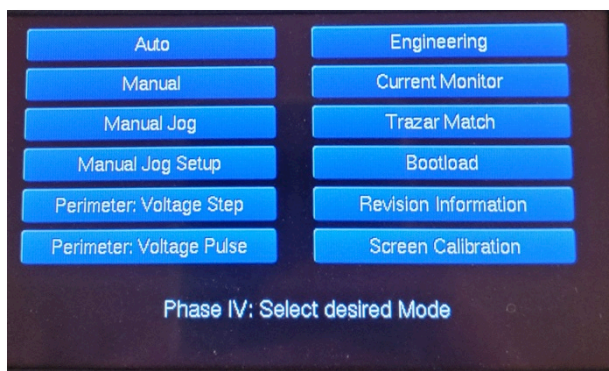 Auto
Manual
Manual Jog
Manual Jog Setup
Perimeter: Voltage Step
Perimeter: Voltage Pulse
Engineering
Current Monitor
Trazar Match
Bootload
Revision Information
Screen Calibration
Phase IV: Select desired Mode